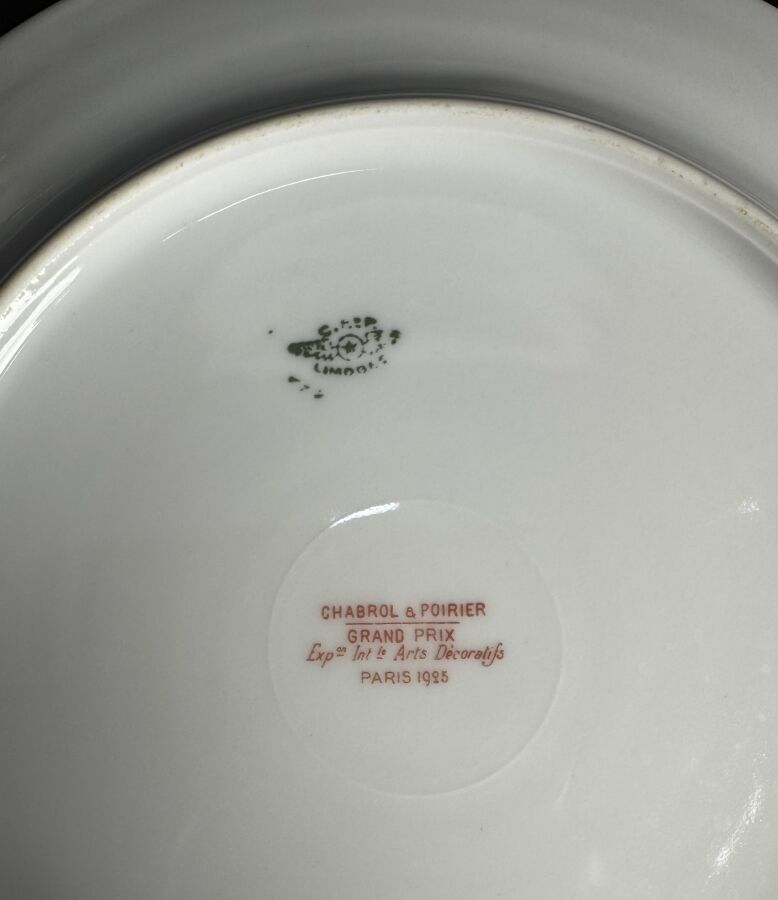 LIMOGES
CHABROL & POIRIER
GRAND PRIX
Expon Intle Arts Décoratifs
PARIS 1925